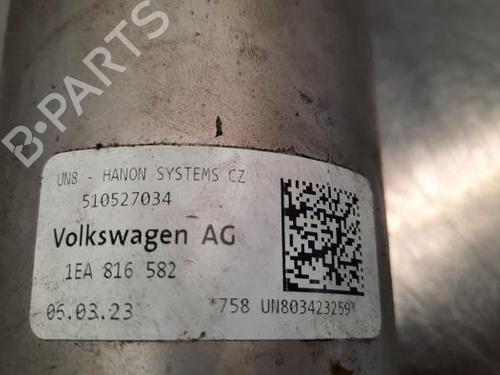 B-PARTS
UN8 - HANON SYSTEMS CZ
510527034
Volkswagen AG
1EA 816 582
06.03.23
*758 UN803423259*